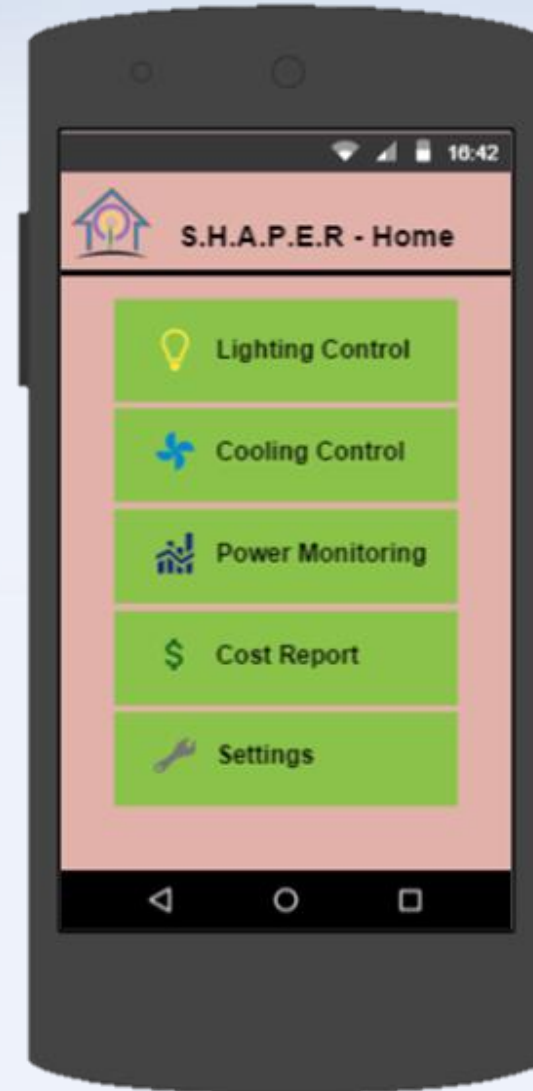 16:42
S.H.A.P.E.R - Home
Lighting Control
Cooling Control
Power Monitoring
$ Cost Report
Settings